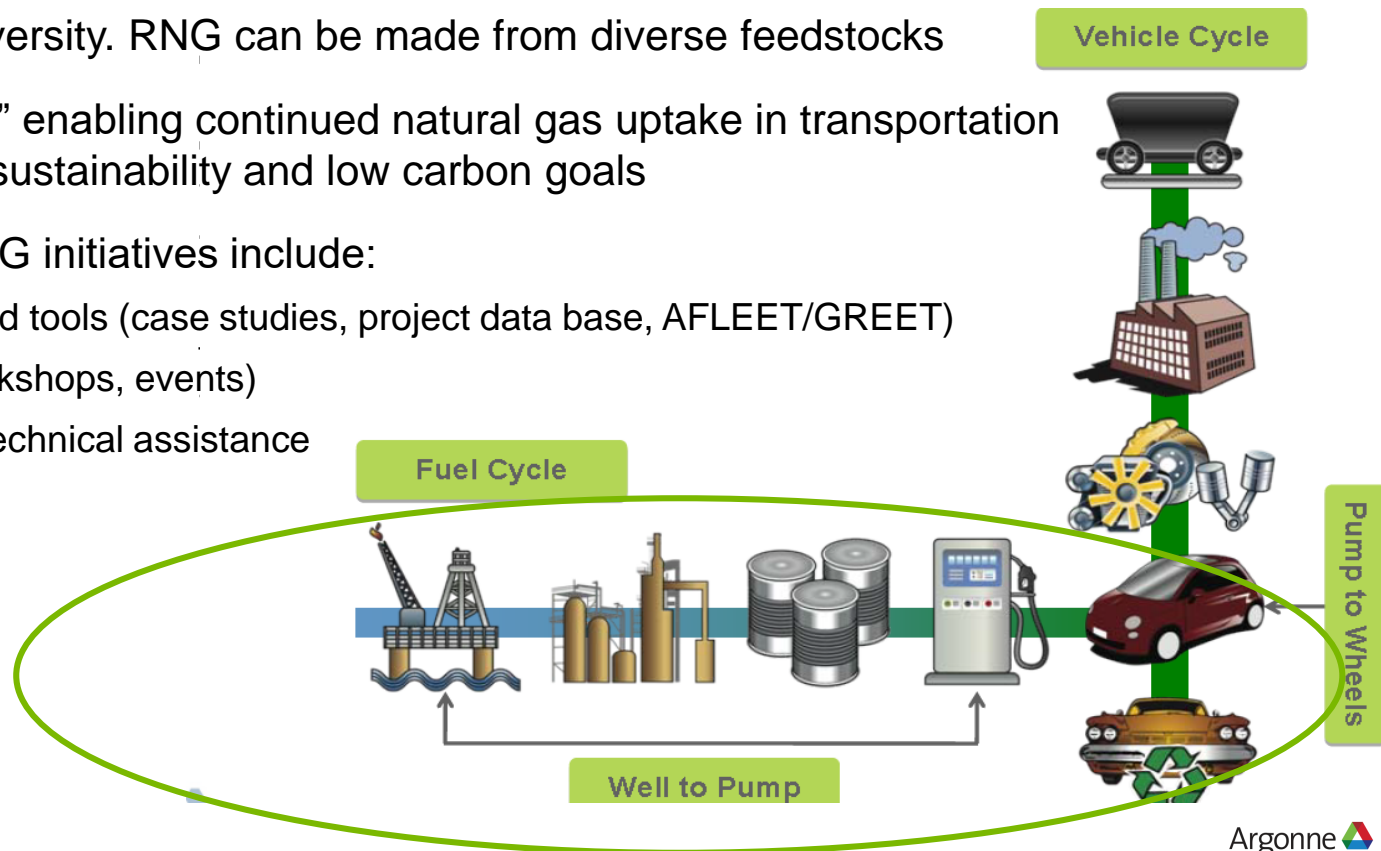 versity. RNG can be made from diverse feedstocks
Vehicle Cycle
” enabling continued natural gas uptake in transportation
sustainability and low carbon goals
G initiatives include:
d tools (case studies, project data base, AFLEET/GREET)
kshops, events)
echnical assistance
Fuel Cycle
Pump to Wheels
Well to Pump
Argonne